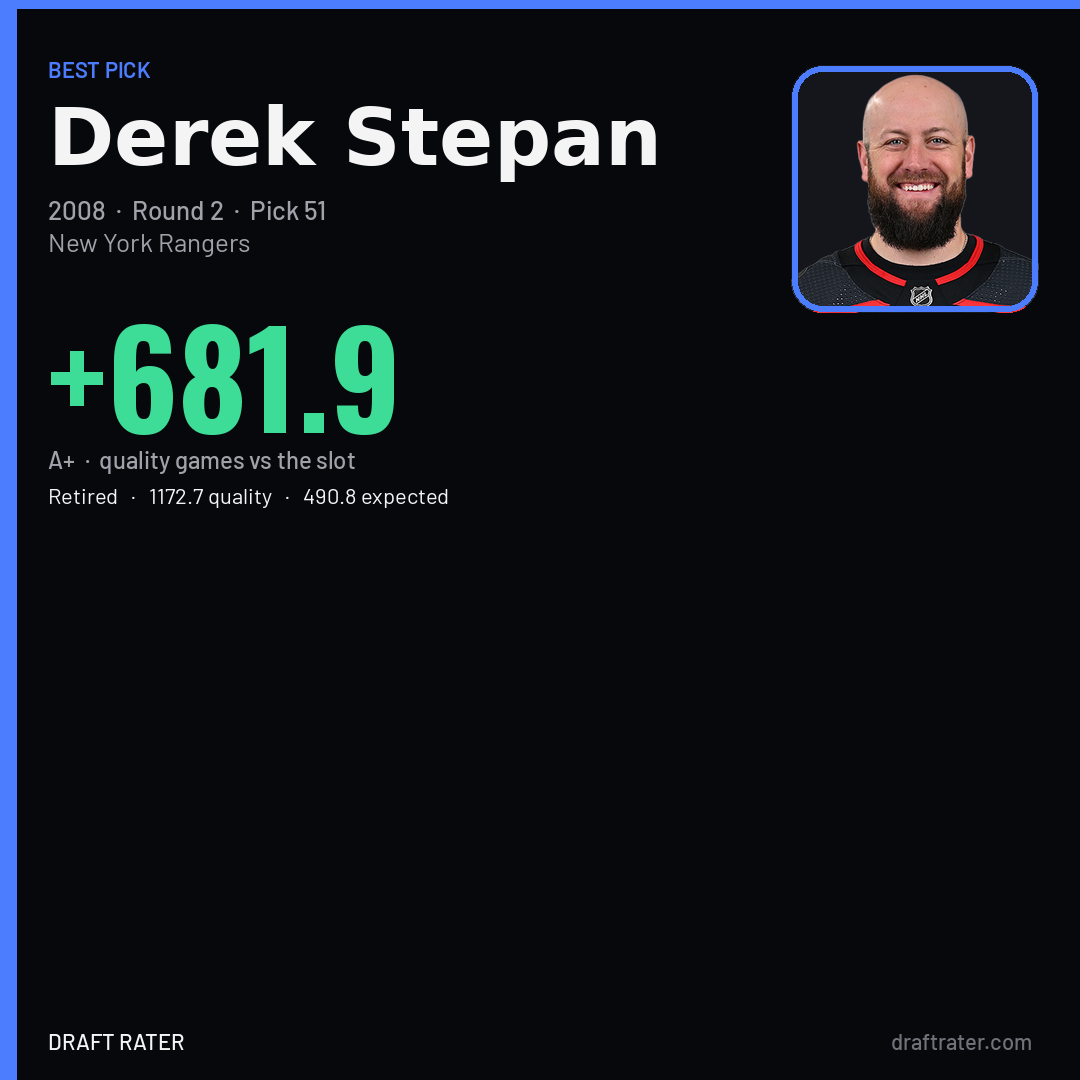 BEST PICK
Derek Stepan
2008 · Round 2 · Pick 51
New York Rangers
+681.9
A+ · quality games vs the slot
Retired · 1172.7 quality · 490.8 expected
DRAFT RATER
draftrater.com